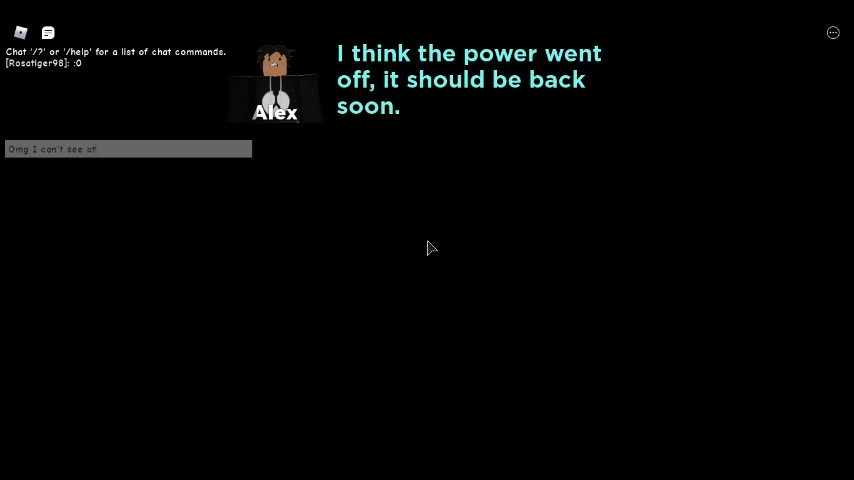 Chat '/?' or '/help' for a list of chat commands.
[Rosatiger98]: :0
Alex
I think the power went
off, it should be back
soon.
Omg I can't see